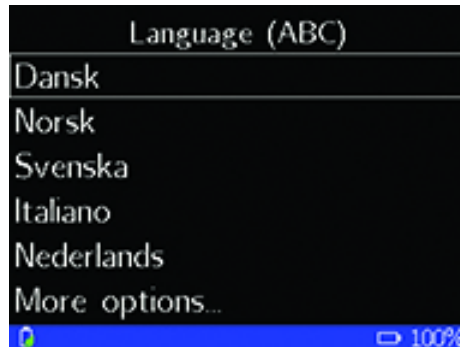 Language (ABC)
Dansk
Norsk
Svenska
Italiano
Nederlands
More options...
100%